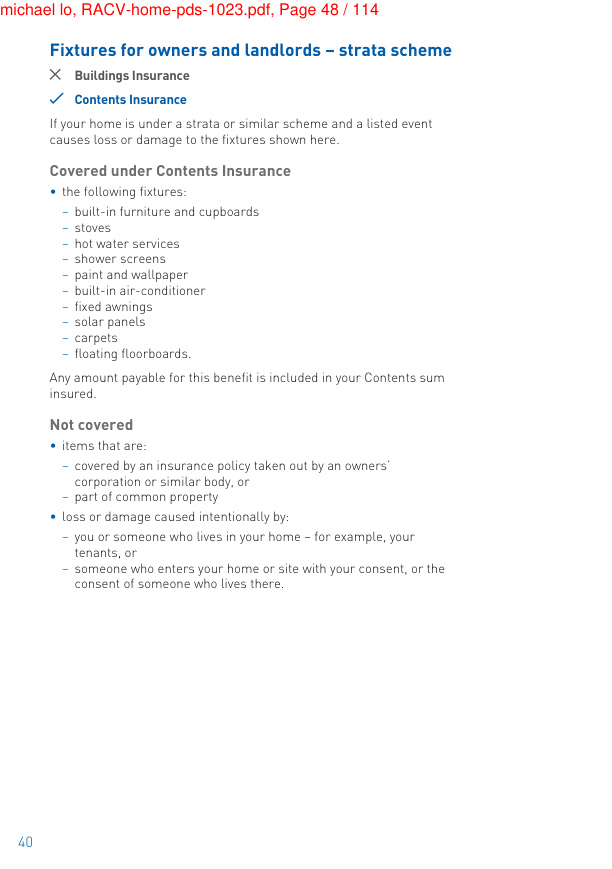 michael lo, RACV-home-pds-1023.pdf, Page 48 / 114
Fixtures for owners and landlords – strata scheme
Buildings Insurance
Contents Insurance
If your home is under a strata or similar scheme and a listed event
causes loss or damage to the fixtures shown here.
Covered under Contents Insurance
• the following fixtures:
– built-in furniture and cupboards
– stoves
– hot water services
– shower screens
– paint and wallpaper
– built-in air-conditioner
– fixed awnings
– solar panels
– carpets
– floating floorboards.
Any amount payable for this benefit is included in your Contents sum
insured.
Not covered
• items that are:
– covered by an insurance policy taken out by an owners'
corporation or similar body, or
– part of common property
• loss or damage caused intentionally by:
– you or someone who lives in your home – for example, your
tenants, or
– someone who enters your home or site with your consent, or the
consent of someone who lives there.
40